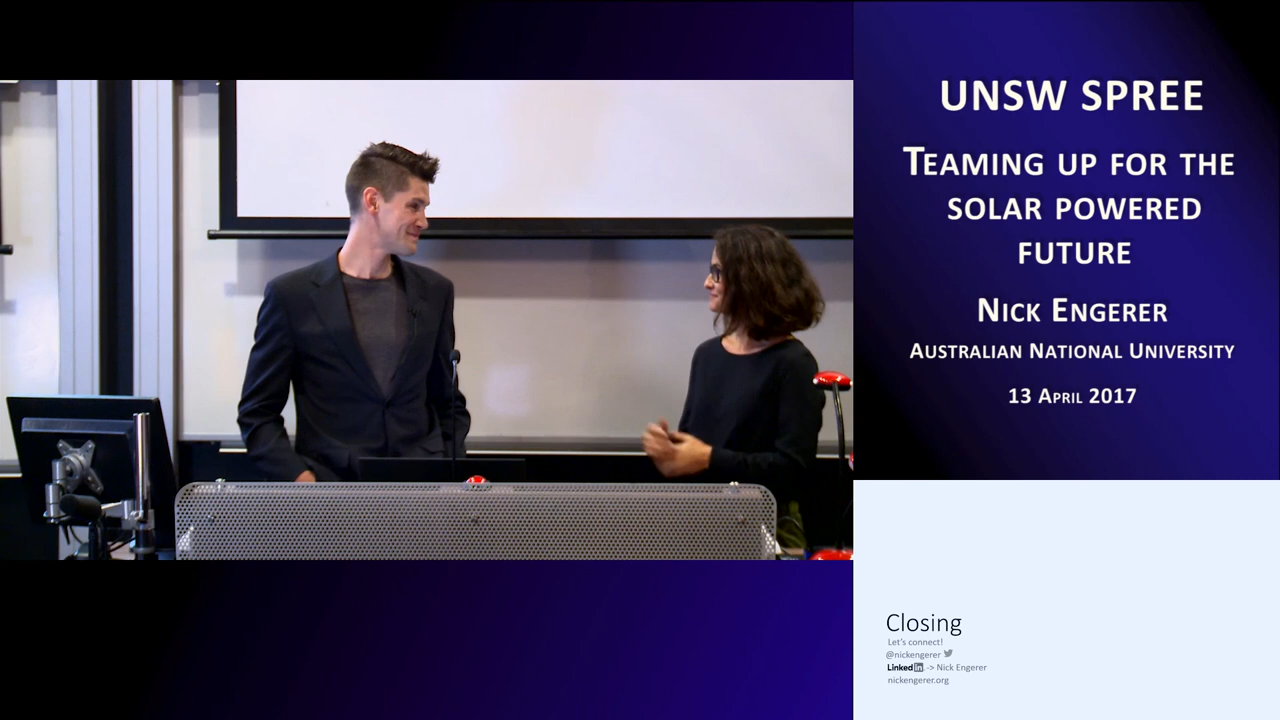 UNSW SPREE
TEAMING UP FOR THE
SOLAR POWERED
FUTURE
NICK ENGERER
AUSTRALIAN NATIONAL UNIVERSITY
13 APRIL 2017
Closing
Let's connect!
@nickengerer
Linked in -> Nick Engerer
nickengerer.org